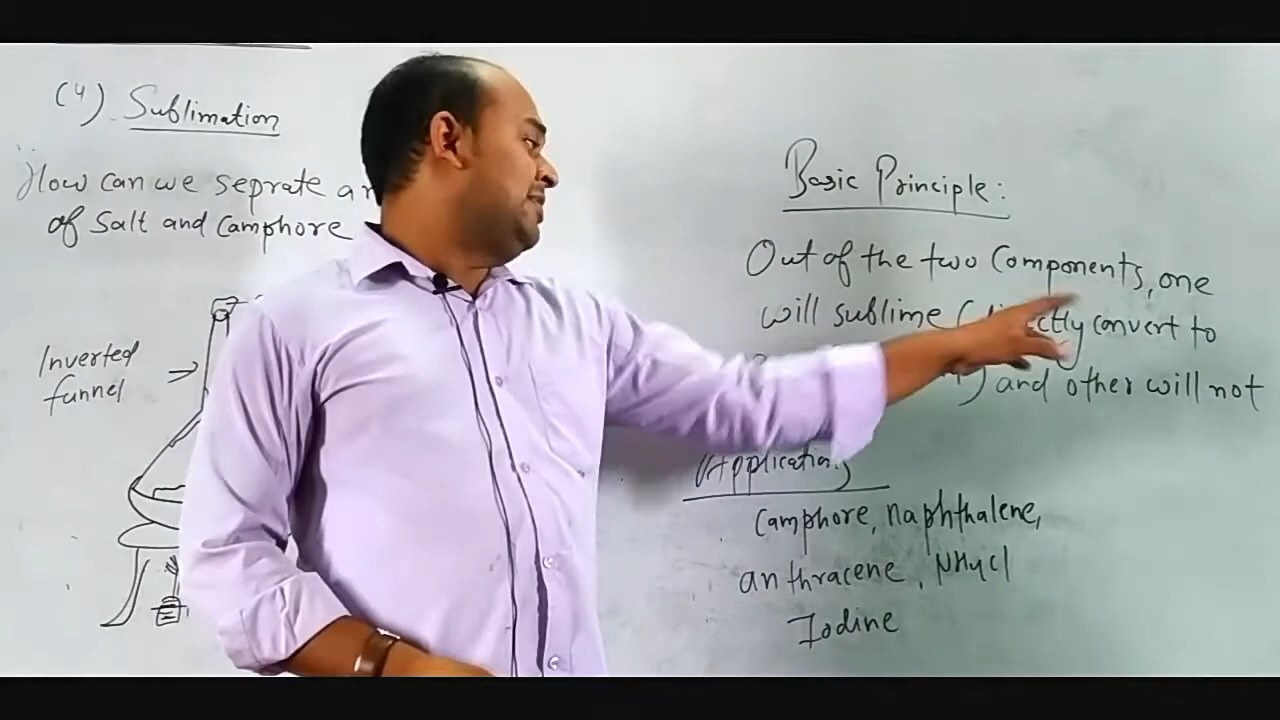 (4) Sublimation
How can we seprate a
of Salt and Camphore
Inverted
funnel
Basic Principle:
Out of the two Components, one
will sublime convert to
) and other will not
Applications
Camphore, naphthalene,
anthracene, NH4Cl
Iodine